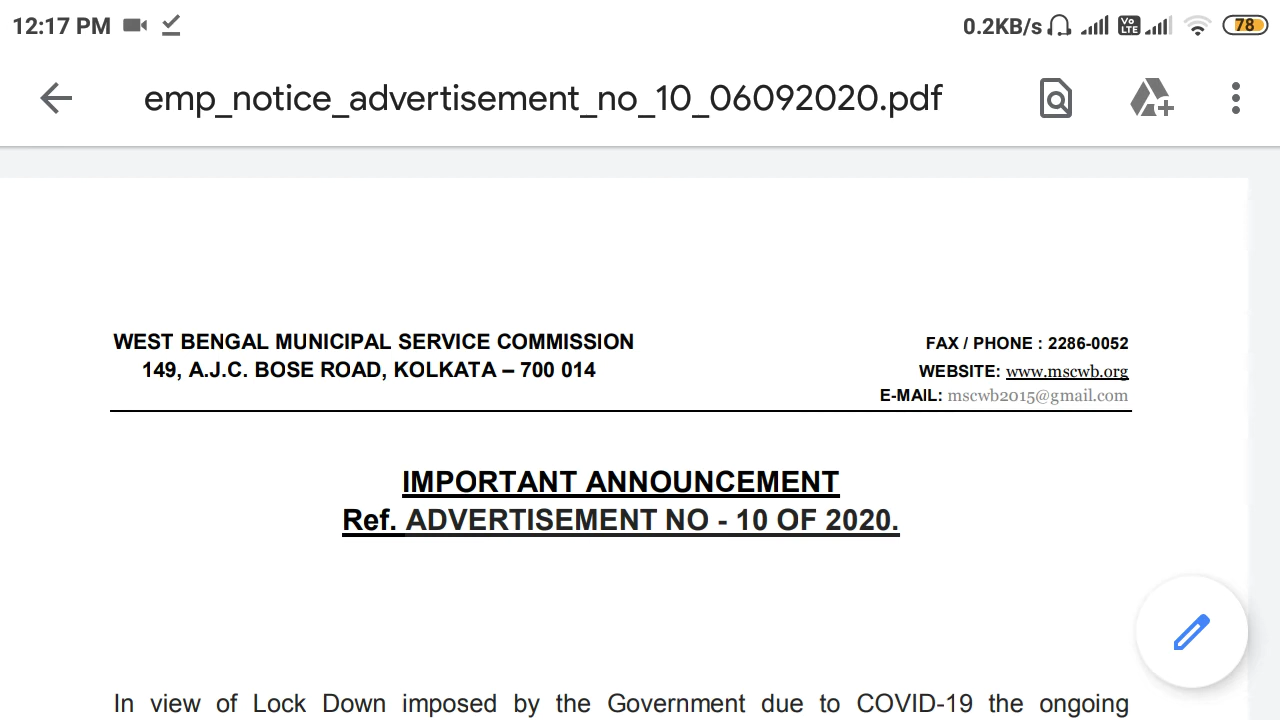 12:17 PM 0.2KB/s Vo LTE 78
emp_notice_advertisement_no_10_06092020.pdf
WEST BENGAL MUNICIPAL SERVICE COMMISSION
149, A.J.C. BOSE ROAD, KOLKATA – 700 014
FAX / PHONE : 2286-0052
WEBSITE: www.mscwb.org
E-MAIL: mscwb2015@gmail.com
IMPORTANT ANNOUNCEMENT
Ref. ADVERTISEMENT NO - 10 OF 2020.
In view of Lock Down imposed by the Government due to COVID-19 the ongoing